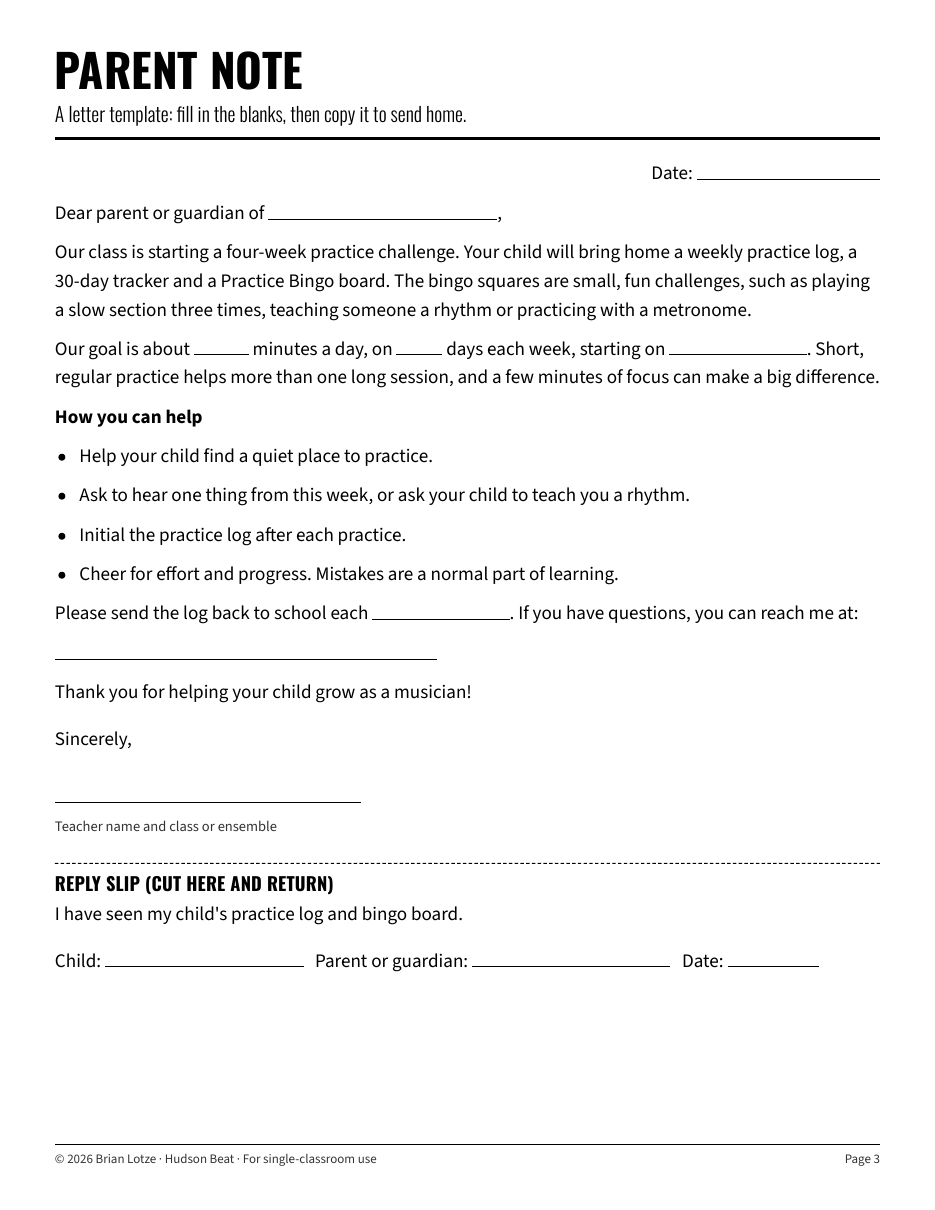 PARENT NOTE
A letter template: fill in the blanks, then copy it to send home.
Date: ____________________
Dear parent or guardian of _________________________,
Our class is starting a four-week practice challenge. Your child will bring home a weekly practice log, a
30-day tracker and a Practice Bingo board. The bingo squares are small, fun challenges, such as playing
a slow section three times, teaching someone a rhythm or practicing with a metronome.
Our goal is about ______ minutes a day, on _____ days each week, starting on _______________. Short,
regular practice helps more than one long session, and a few minutes of focus can make a big difference.
How you can help
• Help your child find a quiet place to practice.
• Ask to hear one thing from this week, or ask your child to teach you a rhythm.
• Initial the practice log after each practice.
• Cheer for effort and progress. Mistakes are a normal part of learning.
Please send the log back to school each _______________. If you have questions, you can reach me at:
Thank you for helping your child grow as a musician!
Sincerely,
Teacher name and class or ensemble
REPLY SLIP (CUT HERE AND RETURN)
I have seen my child's practice log and bingo board.
Child: ______________________ Parent or guardian: ______________________ Date: __________
© 2026 Brian Lotze · Hudson Beat · For single-classroom use
Page 3